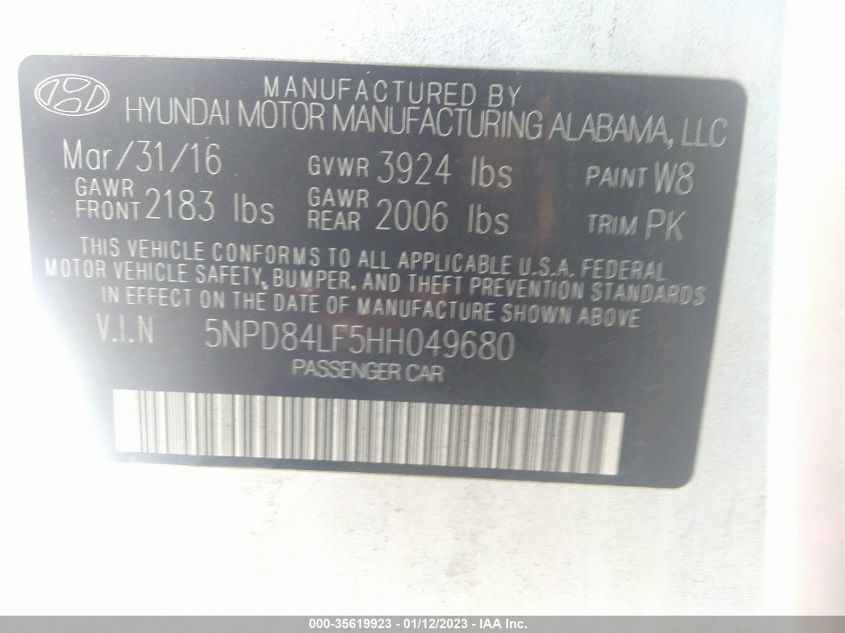 MANUFACTURED BY
HYUNDAI MOTOR MANUFACTURING ALABAMA, LLC
Mar/31/16 GVWR 3924 lbs PAINT W8
GAWR FRONT 2183 lbs GAWR REAR 2006 lbs TRIM PK
THIS VEHICLE CONFORMS TO ALL APPLICABLE U.S.A. FEDERAL
MOTOR VEHICLE SAFETY, BUMPER, AND THEFT PREVENTION STANDARDS
IN EFFECT ON THE DATE OF MANUFACTURE SHOWN ABOVE
V.I.N 5NPD84LF5HH049680
PASSENGER CAR
000-35619923 - 01/12/2023 - IAA Inc.